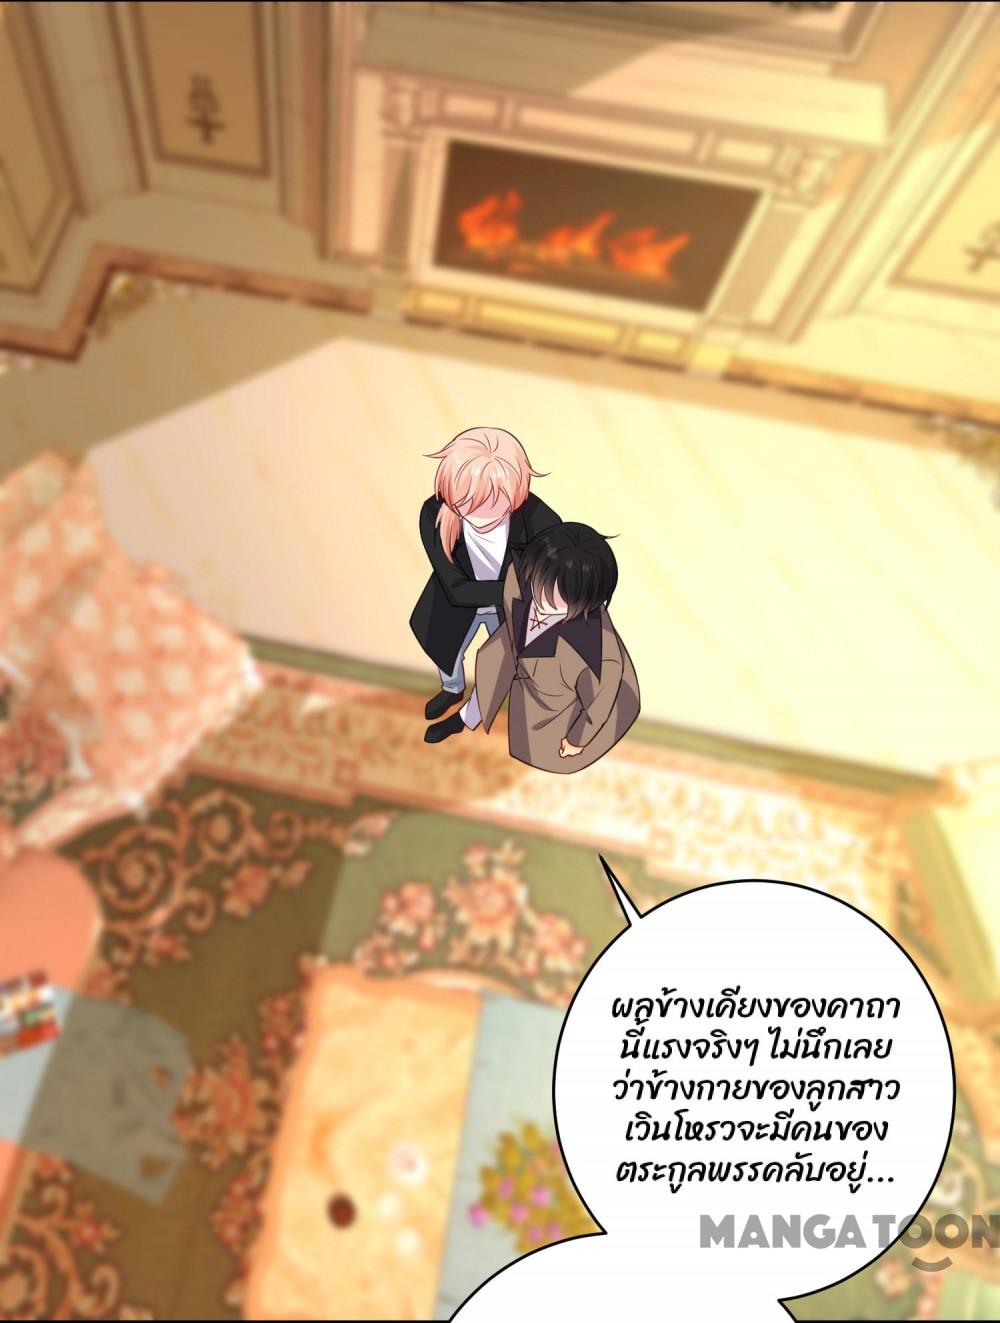 ผลข้างเคียงของคาถา
นี้แรงจริงๆ ไม่นึกเลย
ว่าข้างกายของลูกสาว
เวินโหรวจะมีคนของ
ตระกูลพรรคลับอยู่...
MANGATOON